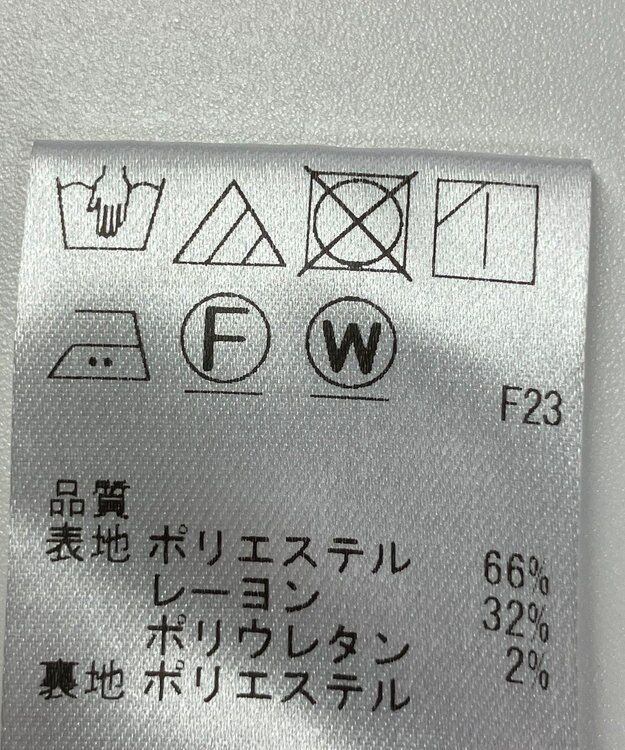 F W
F23
品質
表地 ポリエステル 66%
レーヨン 32%
ポリウレタン 2%
裏地 ポリエステル